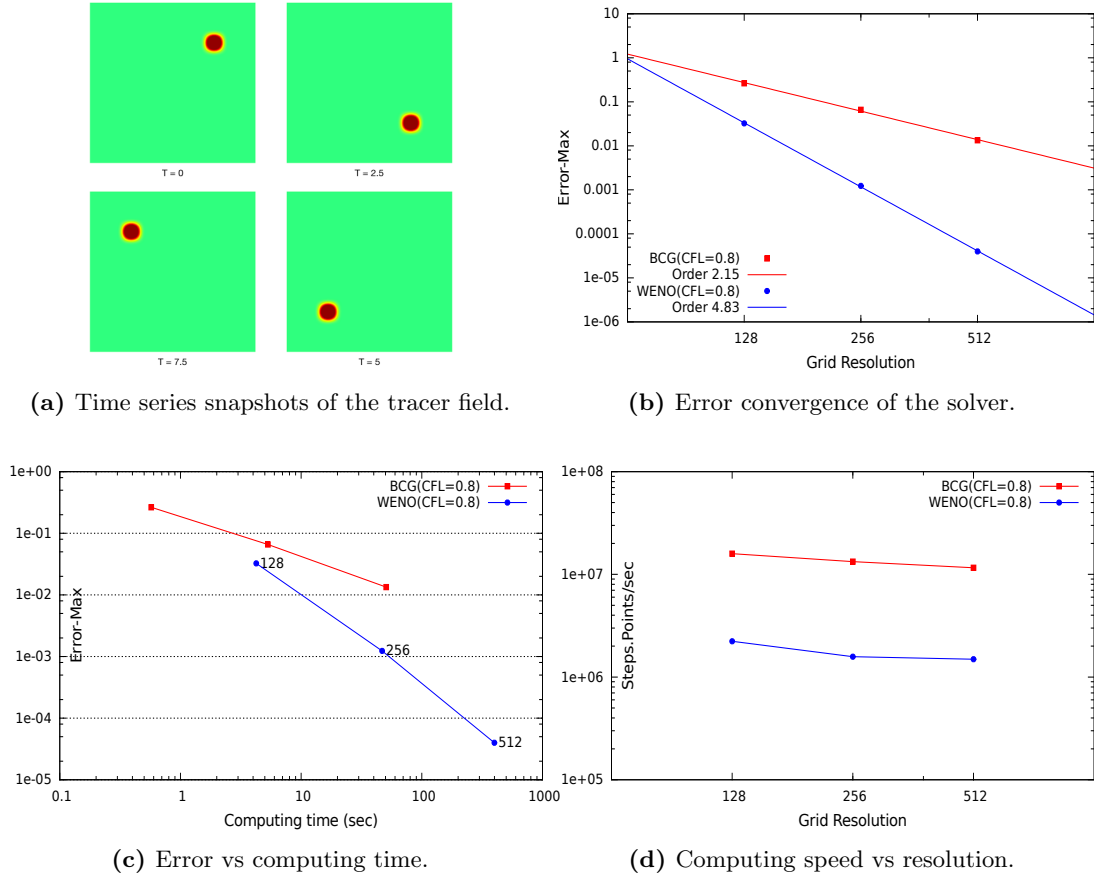 T = 0
T = 2.5
T = 7.5
T = 5
(a) Time series snapshots of the tracer field.
10
1
0.1
0.01
0.001
0.0001
1e-05
1e-06
Error-Max
BCG(CFL=0.8)
Order 2.15
WENO(CFL=0.8)
Order 4.83
128
256
512
Grid Resolution
(b) Error convergence of the solver.
1e+00
1e-01
1e-02
1e-03
1e-04
1e-05
Error-Max
BCG(CFL=0.8)
WENO(CFL=0.8)
128
256
512
0.1
1
10
100
1000
Computing time (sec)
(c) Error vs computing time.
1e+08
1e+07
1e+06
1e+05
Steps.Points/sec
BCG(CFL=0.8)
WENO(CFL=0.8)
128
256
512
Grid Resolution
(d) Computing speed vs resolution.